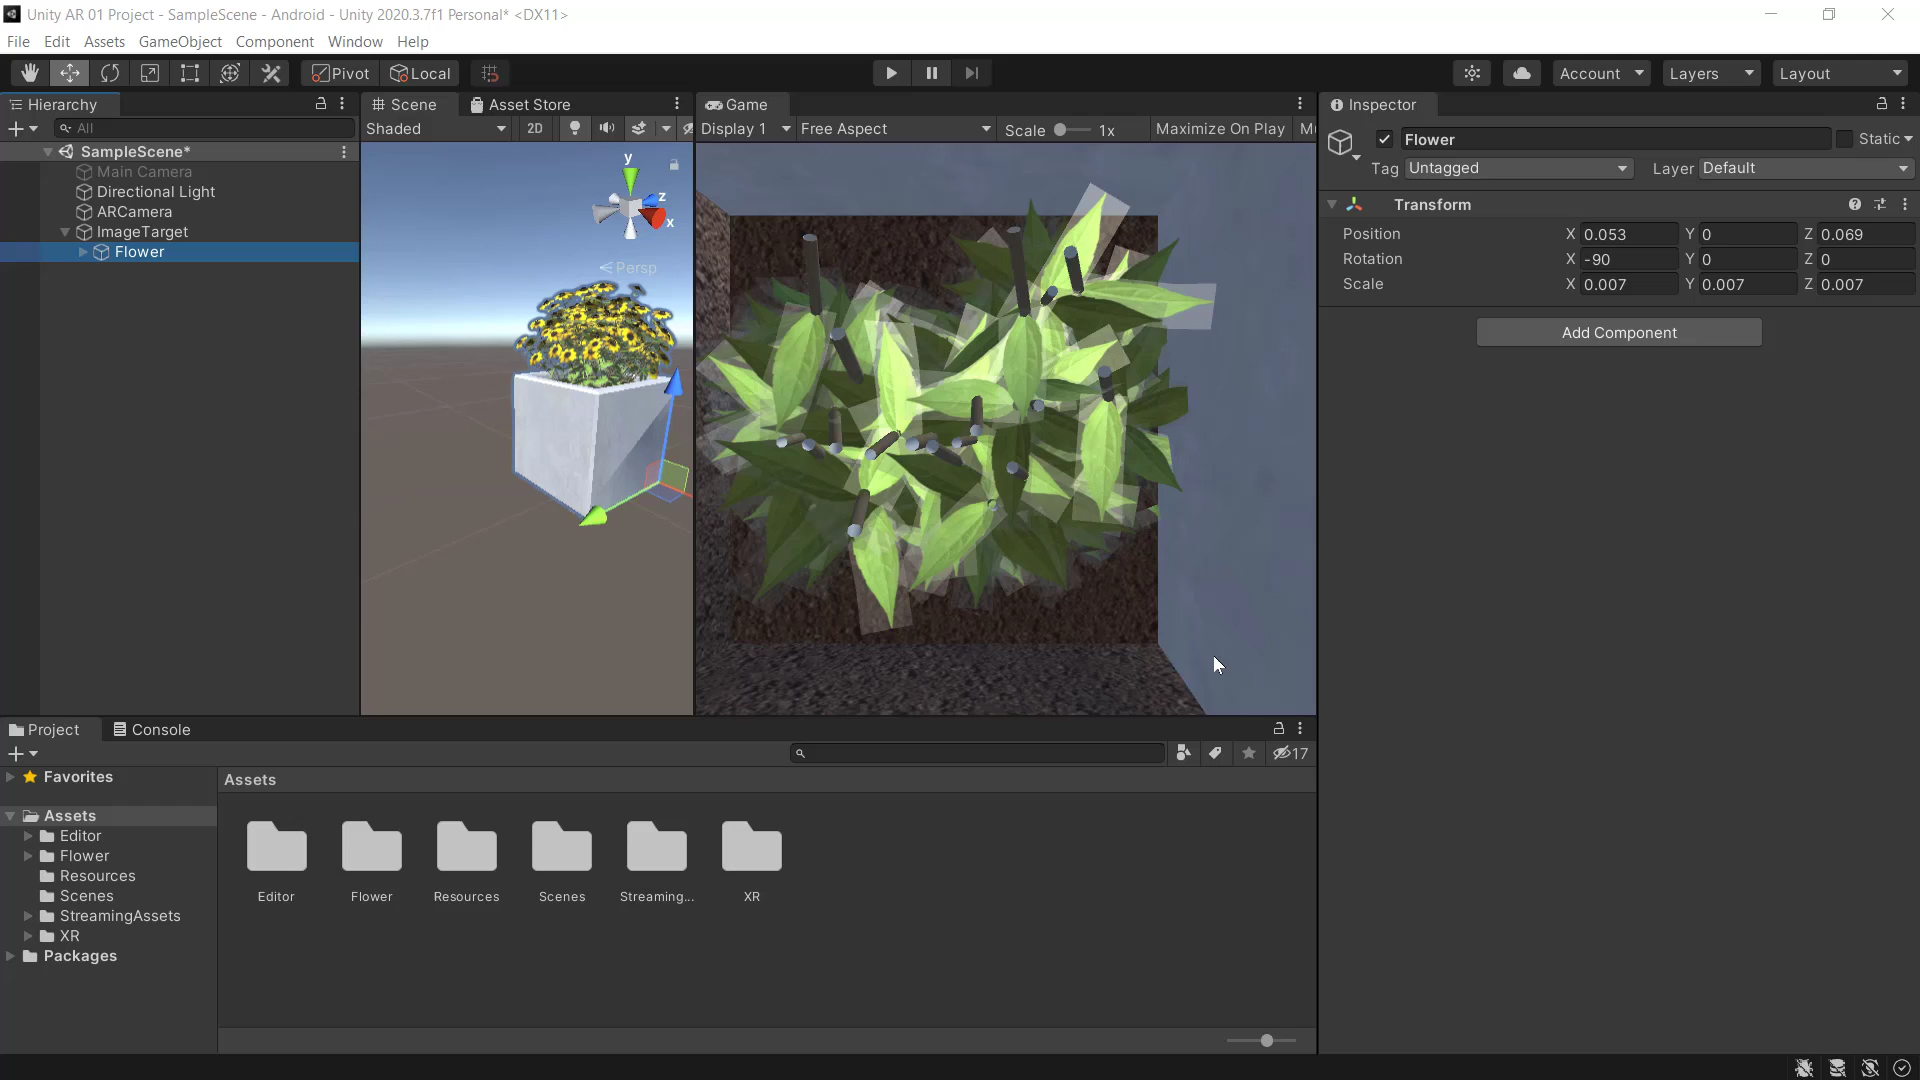 Unity AR 01 Project - SampleScene - Android - Unity 2020.3.7f1 Personal* <DX11>
File Edit Assets GameObject Component Window Help
Pivot Local Account Layers Layout
Hierarchy
All
SampleScene*
Main Camera
Directional Light
ARCamera
ImageTarget
Flower
Scene Asset Store
Shaded 2D
y
z
x
Persp
Game
Display 1 Free Aspect Scale 1x Maximize On Play M
Inspector
Flower Static
Tag Untagged Layer Default
Transform
Position X 0.053 Y 0 Z 0.069
Rotation X -90 Y 0 Z 0
Scale X 0.007 Y 0.007 Z 0.007
Add Component
Project Console
17
Favorites
Assets
Editor
Flower
Resources
Scenes
StreamingAssets
XR
Packages
Assets
Editor Flower Resources Scenes Streaming... XR